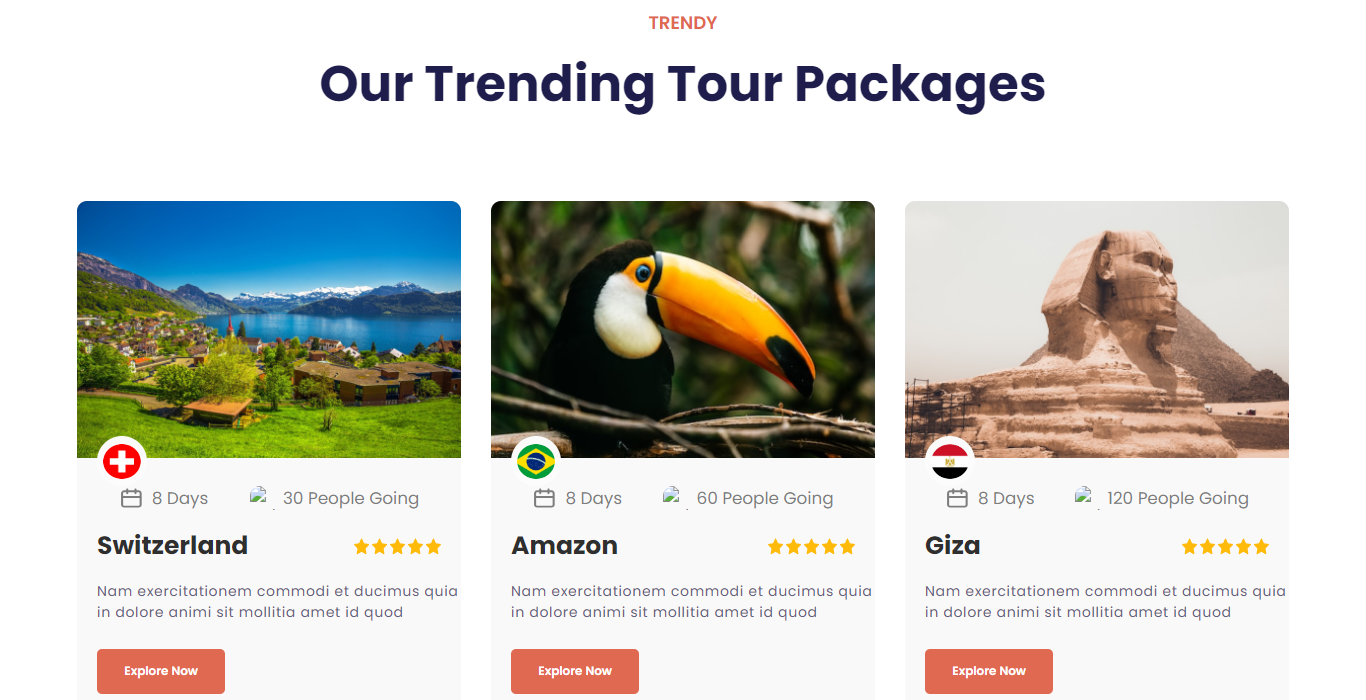 TRENDY
Our Trending Tour Packages
8 Days
30 People Going
Switzerland
Nam exercitationem commodi et ducimus quia
in dolore animi sit mollitia amet id quod
Explore Now
8 Days
60 People Going
Amazon
Nam exercitationem commodi et ducimus quia
in dolore animi sit mollitia amet id quod
Explore Now
8 Days
120 People Going
Giza
Nam exercitationem commodi et ducimus quia
in dolore animi sit mollitia amet id quod
Explore Now